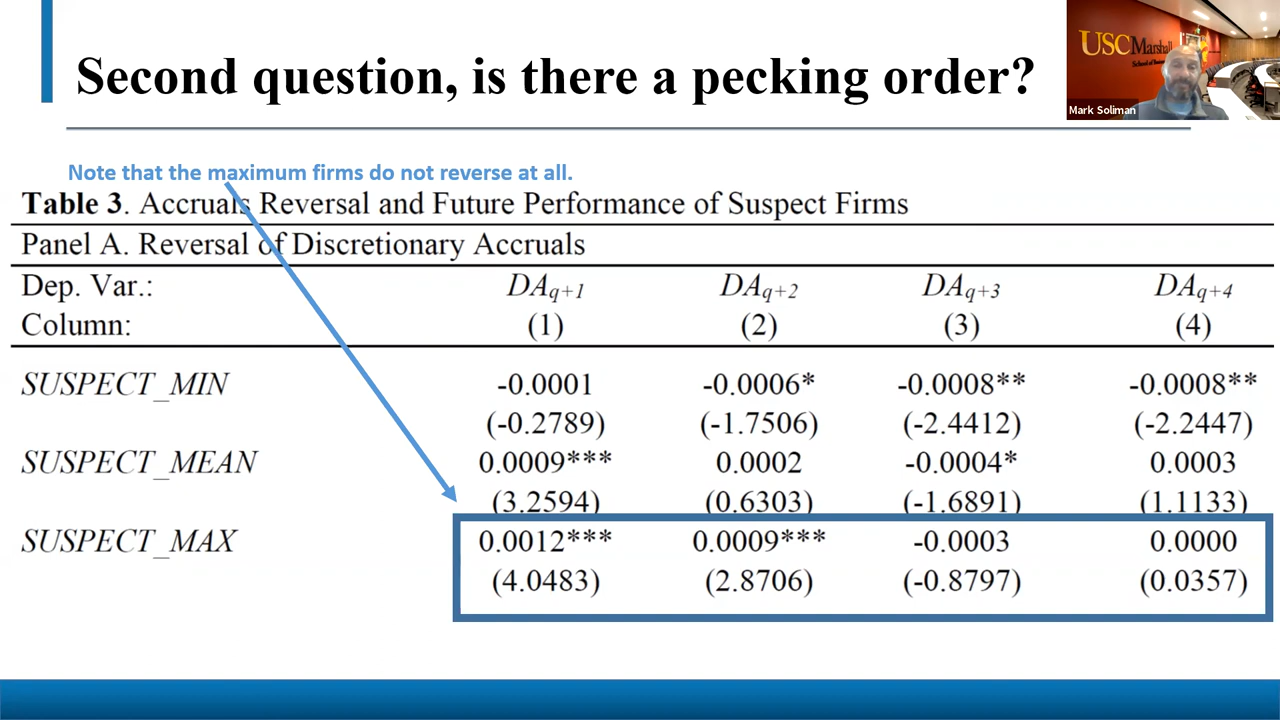 Second question, is there a pecking order?
USC Marshall
Mark Soliman
Note that the maximum firms do not reverse at all.
Table 3. Accruals Reversal and Future Performance of Suspect Firms
Panel A. Reversal of Discretionary Accruals
Dep. Var.: DAq+1 DAq+2 DAq+3 DAq+4
Column: (1) (2) (3) (4)
SUSPECT_MIN -0.0001 -0.0006* -0.0008** -0.0008**
(-0.2789) (-1.7506) (-2.4412) (-2.2447)
SUSPECT_MEAN 0.0009*** 0.0002 -0.0004* 0.0003
(3.2594) (0.6303) (-1.6891) (1.1133)
SUSPECT_MAX 0.0012*** 0.0009*** -0.0003 0.0000
(4.0483) (2.8706) (-0.8797) (0.0357)